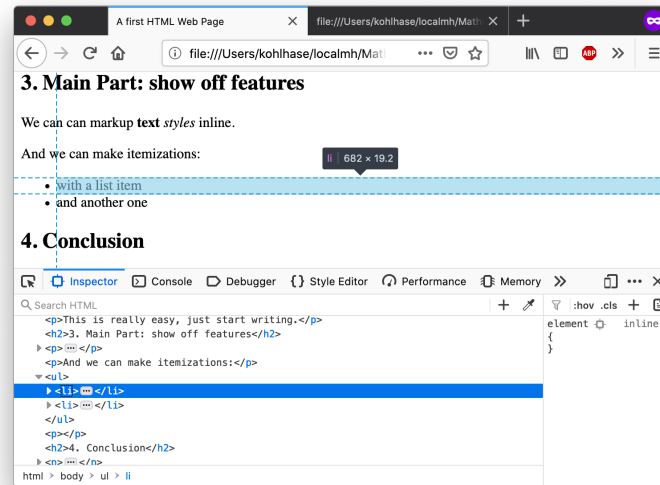 A first HTML Web Page
file:///Users/kohlhase/localmh/Math
file:///Users/kohlhase/localmh/Math
ABP
3. Main Part: show off features
We can can markup text styles inline.
And we can make itemizations:
li 682 × 19.2
• with a list item
• and another one
4. Conclusion
Inspector Console Debugger {} Style Editor Performance Memory
Search HTML
:hov .cls
<p>This is really easy, just start writing.</p>
<h2>3. Main Part: show off features</h2>
<p>…</p>
<p>And we can make itemizations:</p>
<ul>
<li>…</li>
<li>…</li>
</ul>
<p></p>
<h2>4. Conclusion</h2>
<p>…</p>
element inline
{
}
html > body > ul > li